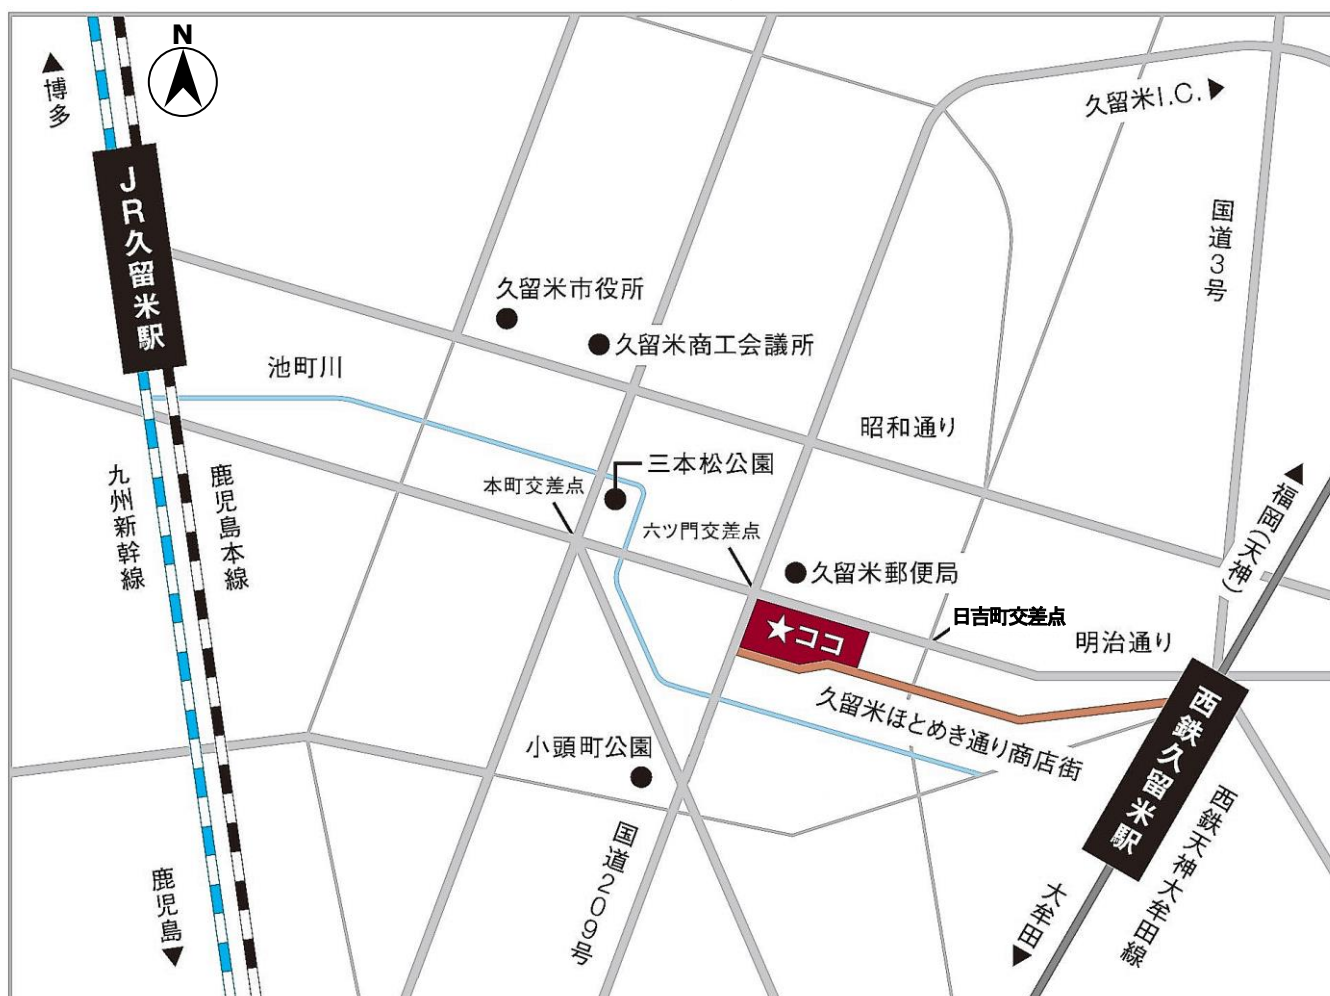 N
▲博多
久留米I.C.▶
JR久留米駅
国道3号
久留米市役所
久留米商工会議所
池町川
昭和通り
三本松公園
本町交差点
六ツ門交差点
九州新幹線
鹿児島本線
▲福岡(天神)
久留米郵便局
日吉町交差点
★ココ
明治通り
久留米ほとめき通り商店街
西鉄久留米駅
小頭町公園
西鉄天神大牟田線
国道209号
鹿児島▼
大牟田▼